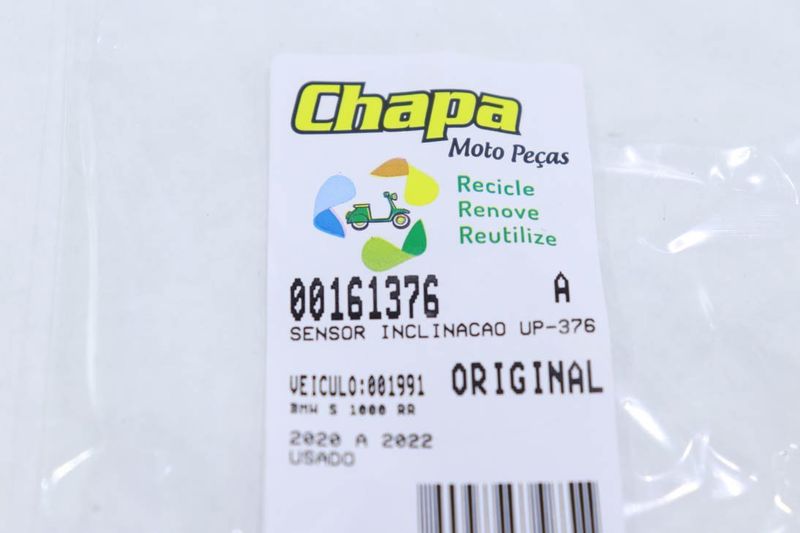 Chapa
Moto Peças
Recicle
Renove
Reutilize
00161376 A
SENSOR INCLINACAO UP-376
VEICULO:001991 ORIGINAL
BMW S 1000 RR
2020 A 2022
USADO